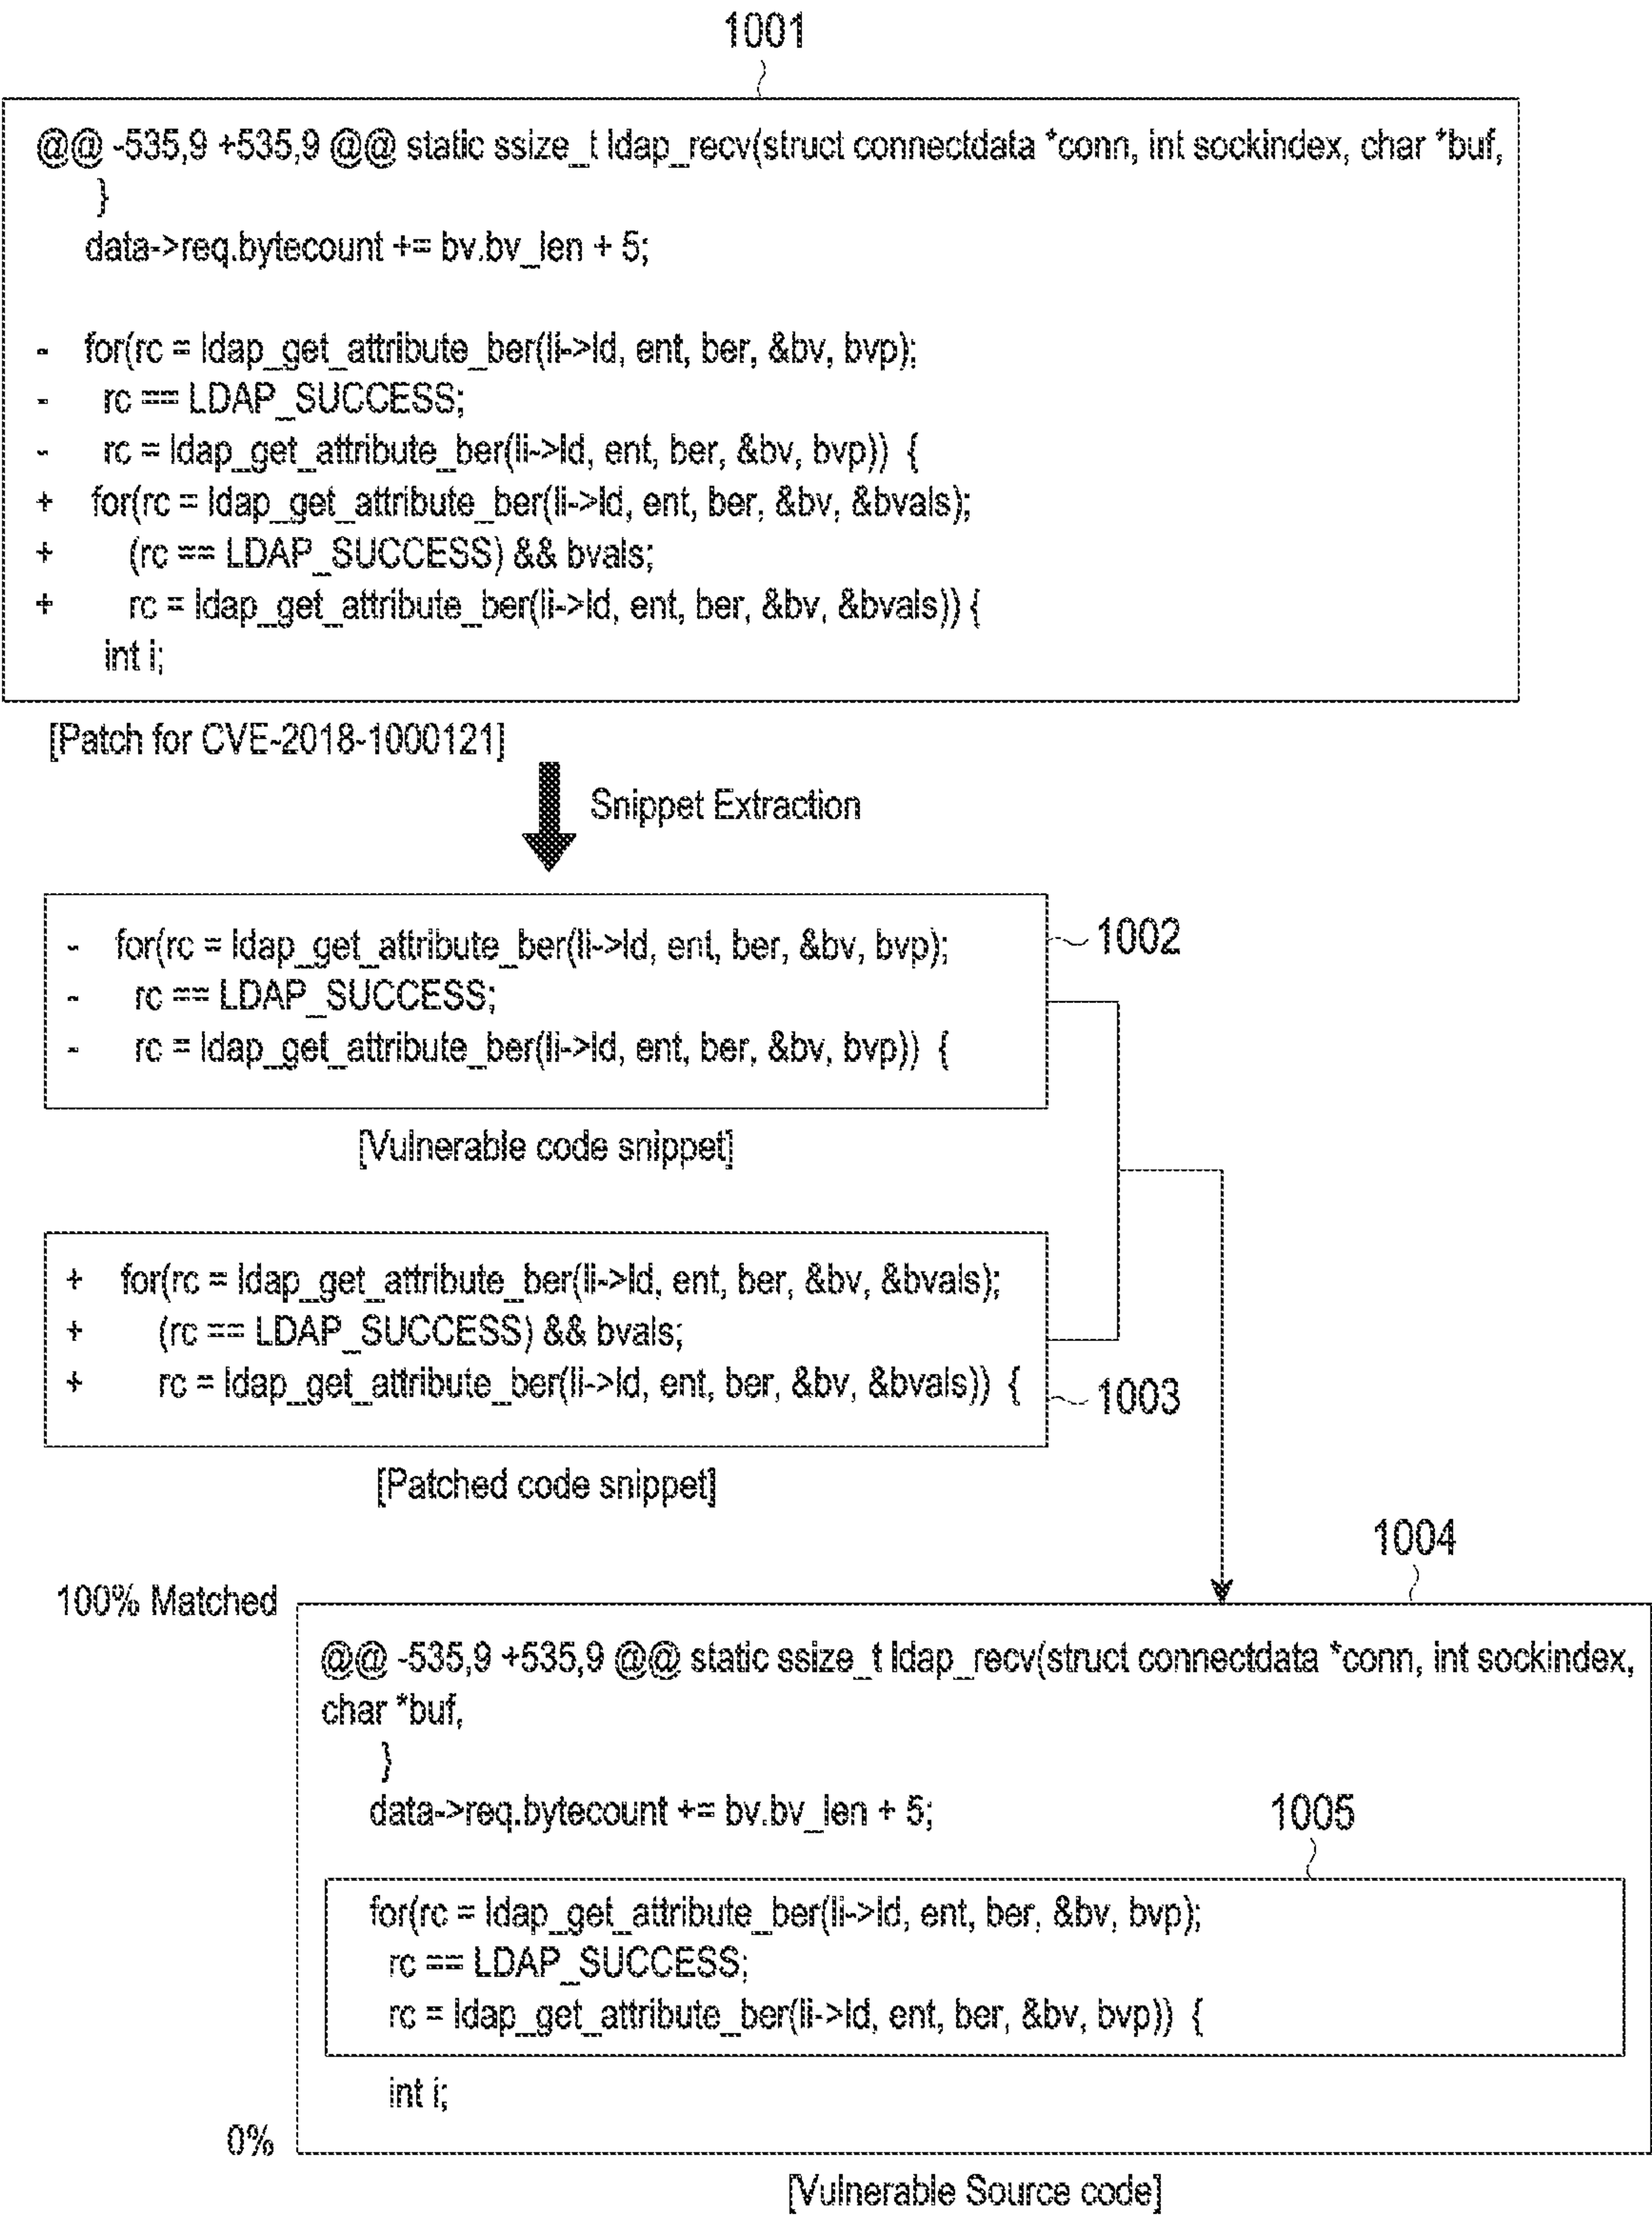 1001
@@ -535,9 +535,9 @@ static ssize_t ldap_recv(struct connectdata *conn, int sockindex, char *buf,
}
data->req.bytecount += bv.bv_len + 5;
- for(rc = ldap_get_attribute_ber(li->ld, ent, ber, &bv, bvp);
- rc == LDAP_SUCCESS;
- rc = ldap_get_attribute_ber(li->ld, ent, ber, &bv, bvp)) {
+ for(rc = ldap_get_attribute_ber(li->ld, ent, ber, &bv, &bvals);
+ (rc == LDAP_SUCCESS) && bvals;
+ rc = ldap_get_attribute_ber(li->ld, ent, ber, &bv, &bvals)) {
int i;
[Patch for CVE-2018-1000121]
Snippet Extraction
- for(rc = ldap_get_attribute_ber(li->ld, ent, ber, &bv, bvp);
- rc == LDAP_SUCCESS;
- rc = ldap_get_attribute_ber(li->ld, ent, ber, &bv, bvp)) {
1002
[Vulnerable code snippet]
+ for(rc = ldap_get_attribute_ber(li->ld, ent, ber, &bv, &bvals);
+ (rc == LDAP_SUCCESS) && bvals;
+ rc = ldap_get_attribute_ber(li->ld, ent, ber, &bv, &bvals)) {
1003
[Patched code snippet]
1004
100% Matched
@@ -535,9 +535,9 @@ static ssize_t ldap_recv(struct connectdata *conn, int sockindex,
char *buf,
}
data->req.bytecount += bv.bv_len + 5;
1005
for(rc = ldap_get_attribute_ber(li->ld, ent, ber, &bv, bvp);
rc == LDAP_SUCCESS;
rc = ldap_get_attribute_ber(li->ld, ent, ber, &bv, bvp)) {
int i;
0%
[Vulnerable Source code]